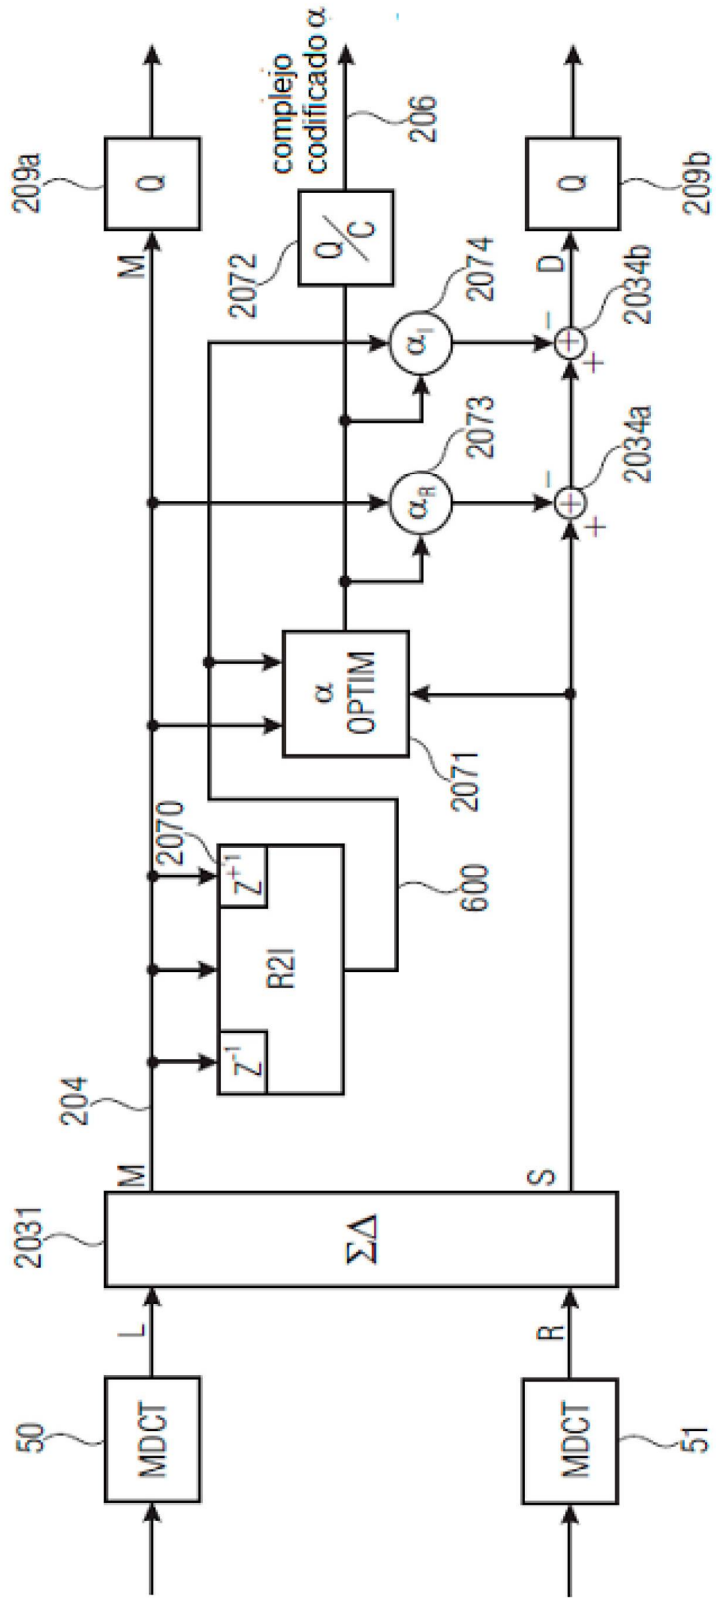 50
MDCT
L
2031
ΣΔ
M
204
Z⁻¹
R2I
Z⁺¹
2070
600
α
OPTIM
2071
α_R
2073
α_I
2074
2072
Q/C
complejo
codificado α
206
M
209a
Q
51
MDCT
R
S
+
+
−
2034a
+
+
−
2034b
D
Q
209b